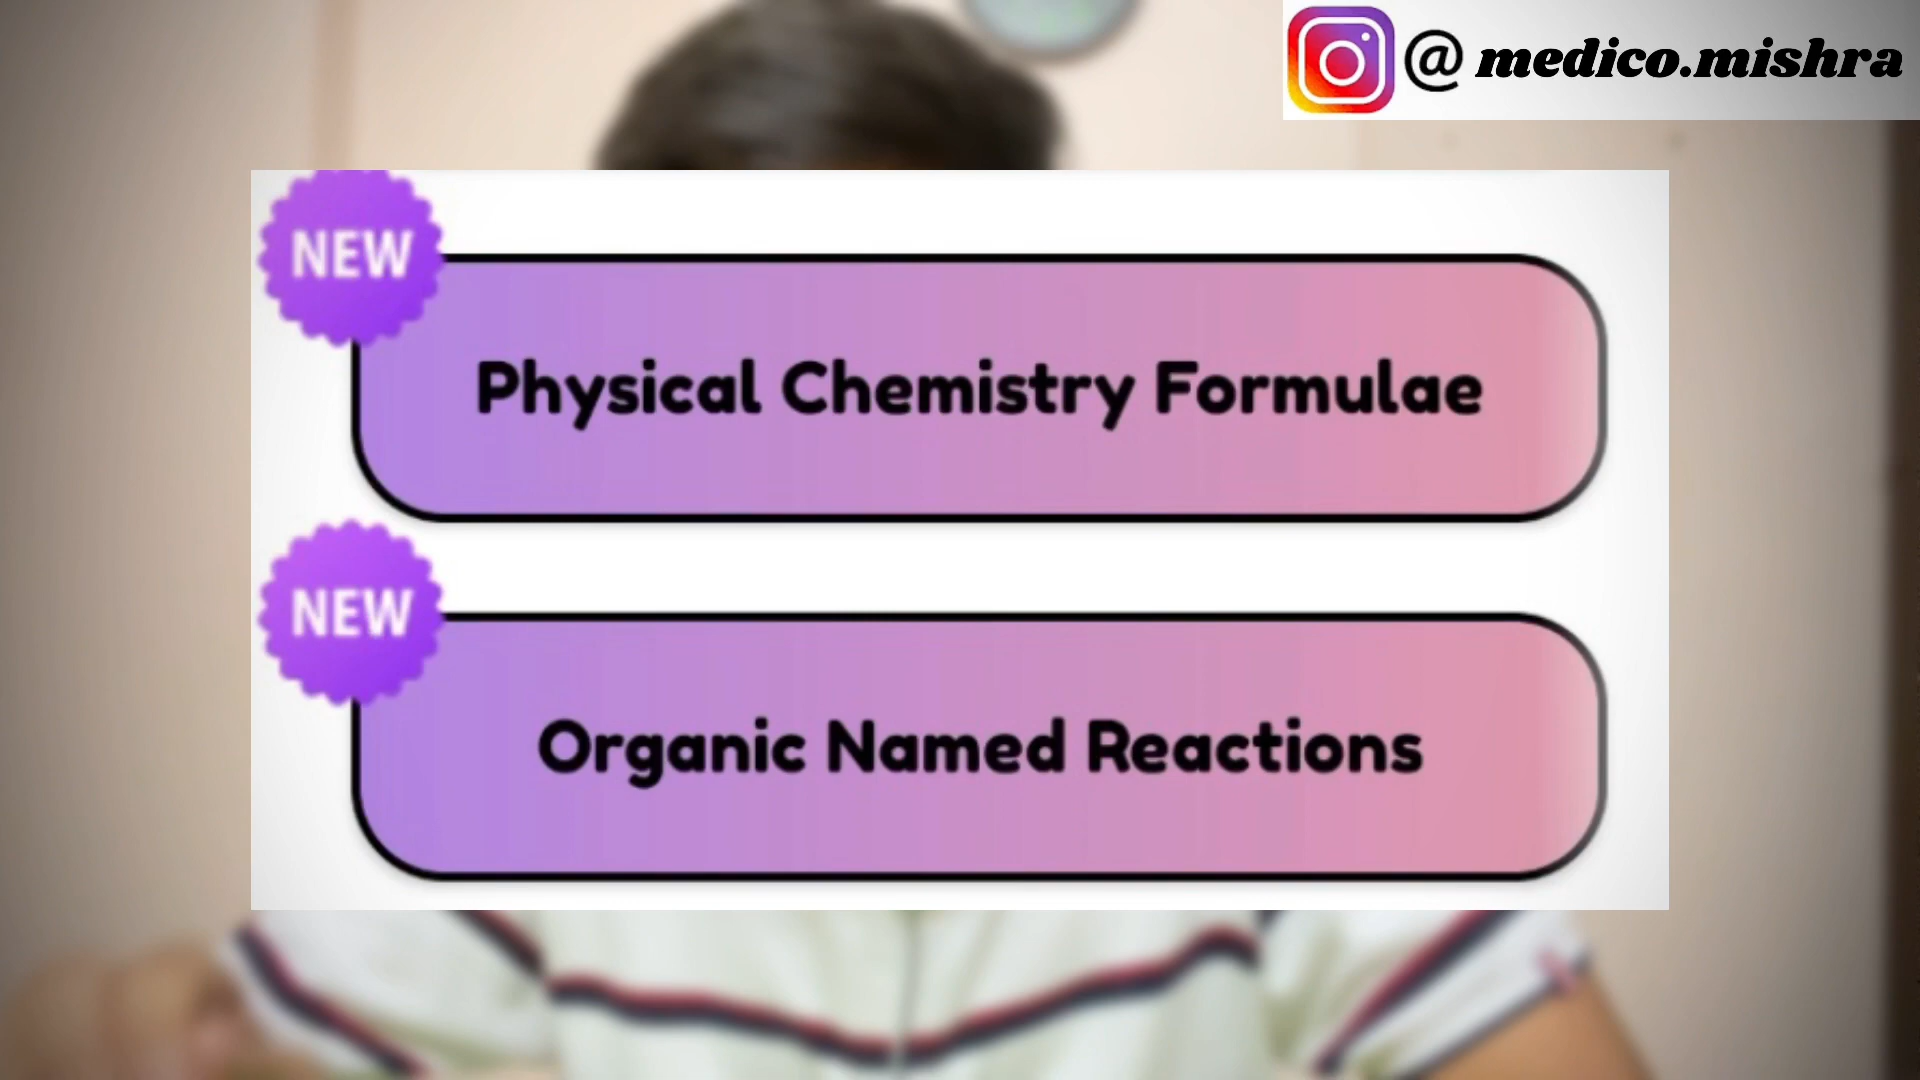 @medico.mishra
NEW
Physical Chemistry Formulae
NEW
Organic Named Reactions